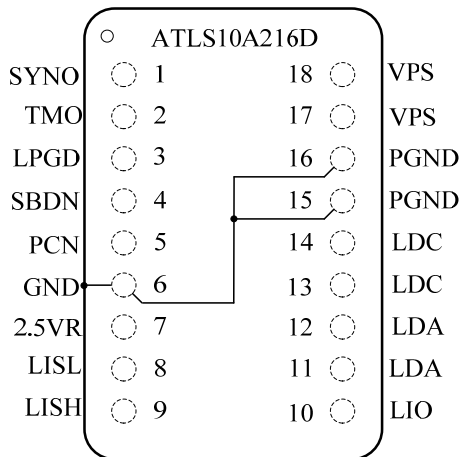 ATLS10A216D
SYNO 1 18 VPS
TMO 2 17 VPS
LPGD 3 16 PGND
SBDN 4 15 PGND
PCN 5 14 LDC
GND 6 13 LDC
2.5VR 7 12 LDA
LISL 8 11 LDA
LISH 9 10 LIO